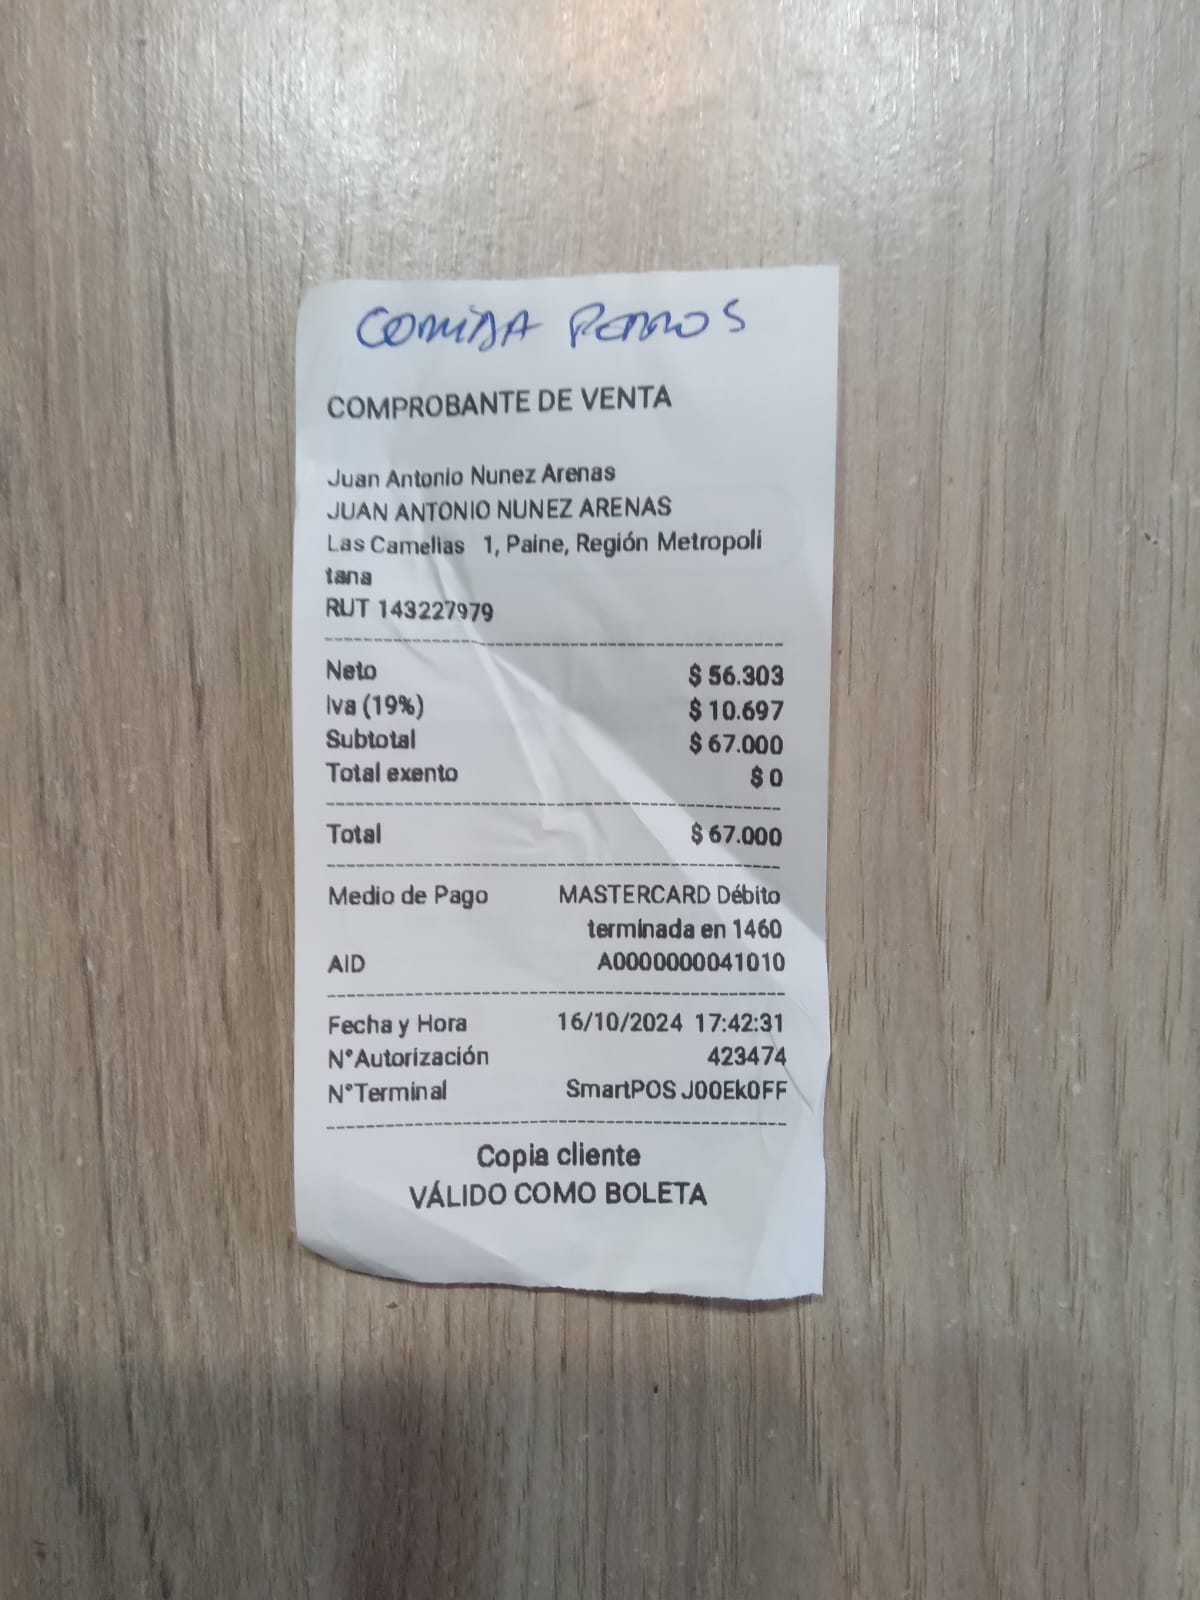 COMIDA PERROS
COMPROBANTE DE VENTA
Juan Antonio Nunez Arenas
JUAN ANTONIO NUNEZ ARENAS
Las Camelias 1, Paine, Región Metropoli
tana
RUT 143227979
Neto $ 56.303
Iva (19%) $ 10.697
Subtotal $ 67.000
Total exento $ 0
Total $ 67.000
Medio de Pago MASTERCARD Débito
terminada en 1460
AID A0000000041010
Fecha y Hora 16/10/2024 17:42:31
N°Autorización 423474
N°Terminal SmartPOS J00Ek0FF
Copia cliente
VÁLIDO COMO BOLETA